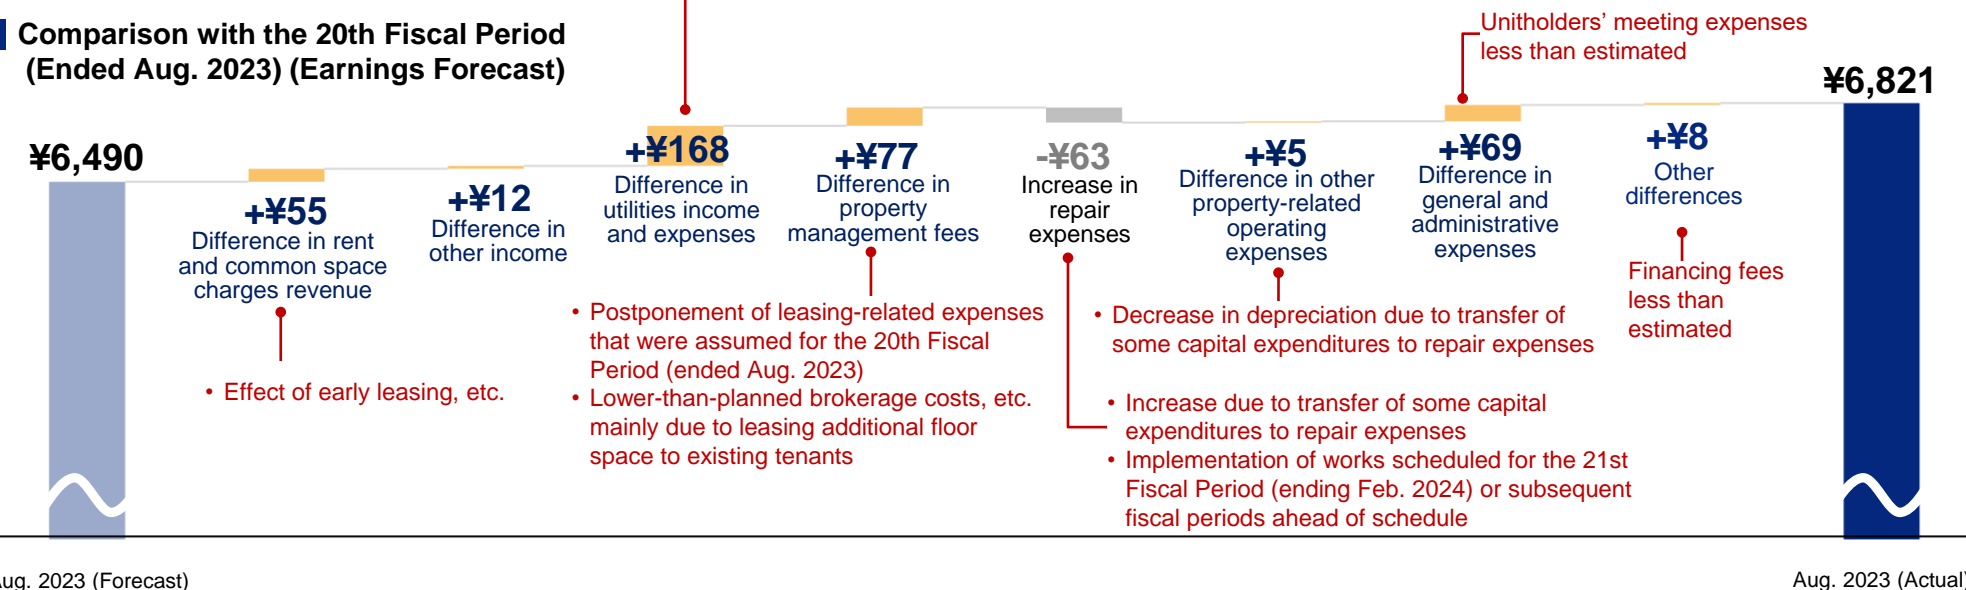 Comparison with the 20th Fiscal Period
(Ended Aug. 2023) (Earnings Forecast)
Unitholders’ meeting expenses
less than estimated
¥6,490
+¥55
Difference in rent
and common space
charges revenue
• Effect of early leasing, etc.
+¥12
Difference in
other income
+¥168
Difference in
utilities income
and expenses
+¥77
Difference in
property
management fees
• Postponement of leasing-related expenses
that were assumed for the 20th Fiscal
Period (ended Aug. 2023)
• Lower-than-planned brokerage costs, etc.
mainly due to leasing additional floor
space to existing tenants
-¥63
Increase in
repair
expenses
• Increase due to transfer of some capital
expenditures to repair expenses
• Implementation of works scheduled for the 21st
Fiscal Period (ending Feb. 2024) or subsequent
fiscal periods ahead of schedule
+¥5
Difference in other
property-related
operating
expenses
• Decrease in depreciation due to transfer of
some capital expenditures to repair expenses
+¥69
Difference in
general and
administrative
expenses
+¥8
Other
differences
Financing fees
less than
estimated
¥6,821
Aug. 2023 (Forecast)
Aug. 2023 (Actual)